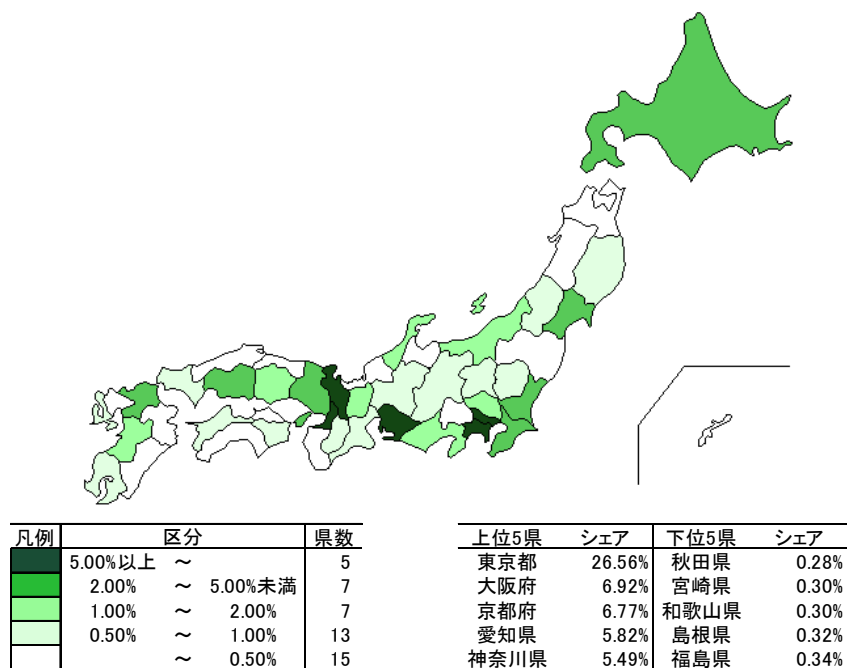 凡例 区分 県数
5.00%以上 ～ 5
2.00% ～ 5.00%未満 7
1.00% ～ 2.00% 7
0.50% ～ 1.00% 13
～ 0.50% 15
上位5県 シェア 下位5県 シェア
東京都 26.56% 秋田県 0.28%
大阪府 6.92% 宮崎県 0.30%
京都府 6.77% 和歌山県 0.30%
愛知県 5.82% 島根県 0.32%
神奈川県 5.49% 福島県 0.34%